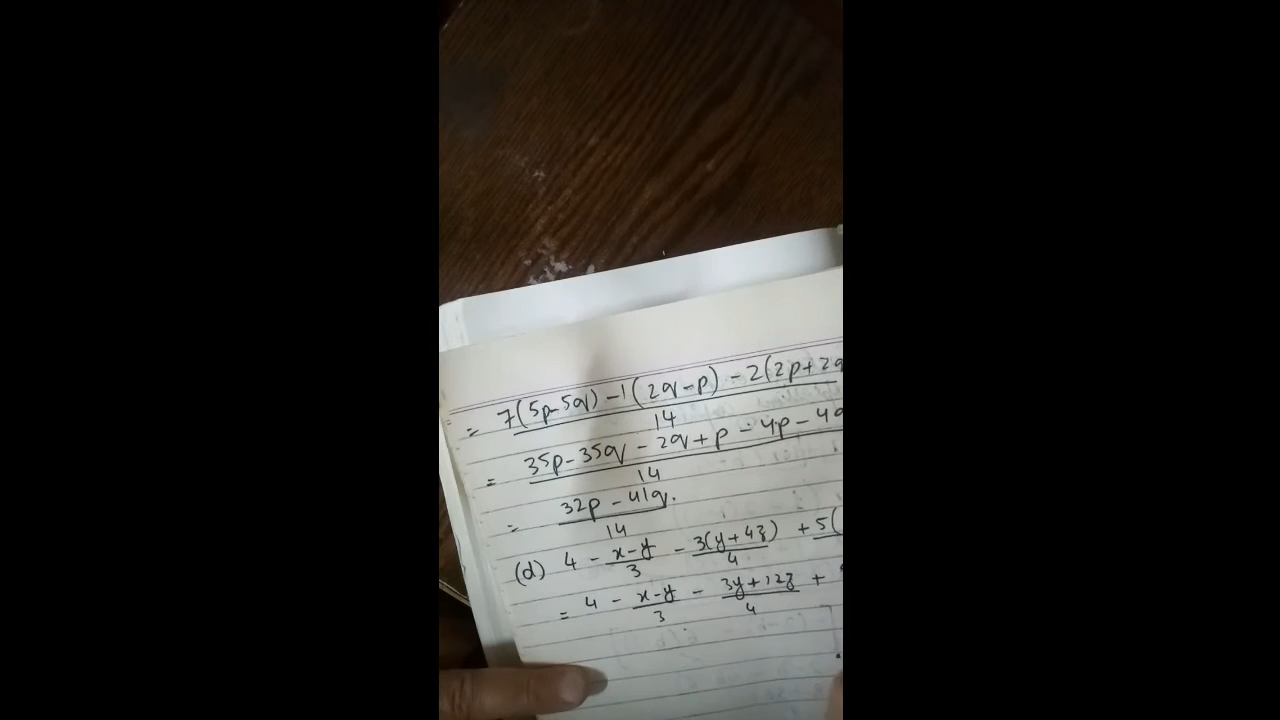 = 7(5p-5q) -1(2q-p) -2(2p+2q / 14
= 35p-35q - 2q+p - 4p-4q / 14
= 32p - 41q. / 14
(d) 4 - x-y / 3 - 3(y+4z) / 4 + 5(
= 4 - x-y / 3 - 3y+12z / 4 +